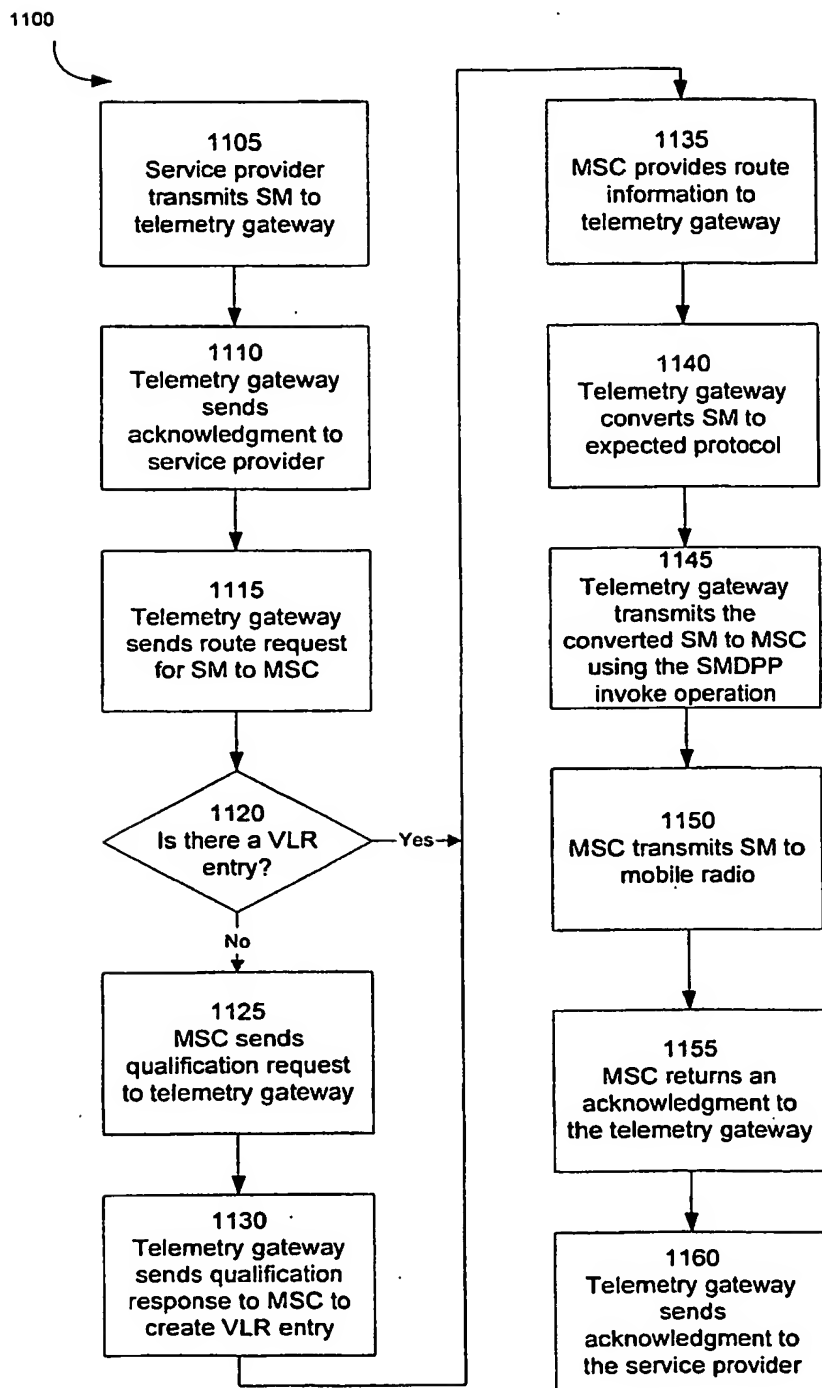 1100
1105
Service provider
transmits SM to
telemetry gateway
1110
Telemetry gateway
sends
acknowledgment to
service provider
1115
Telemetry gateway
sends route request
for SM to MSC
1120
Is there a VLR
entry?
Yes
No
1125
MSC sends
qualification request
to telemetry gateway
1130
Telemetry gateway
sends qualification
response to MSC to
create VLR entry
1135
MSC provides route
information to
telemetry gateway
1140
Telemetry gateway
converts SM to
expected protocol
1145
Telemetry gateway
transmits the
converted SM to MSC
using the SMDPP
invoke operation
1150
MSC transmits SM to
mobile radio
1155
MSC returns an
acknowledgment to
the telemetry gateway
1160
Telemetry gateway
sends
acknowledgment to
the service provider